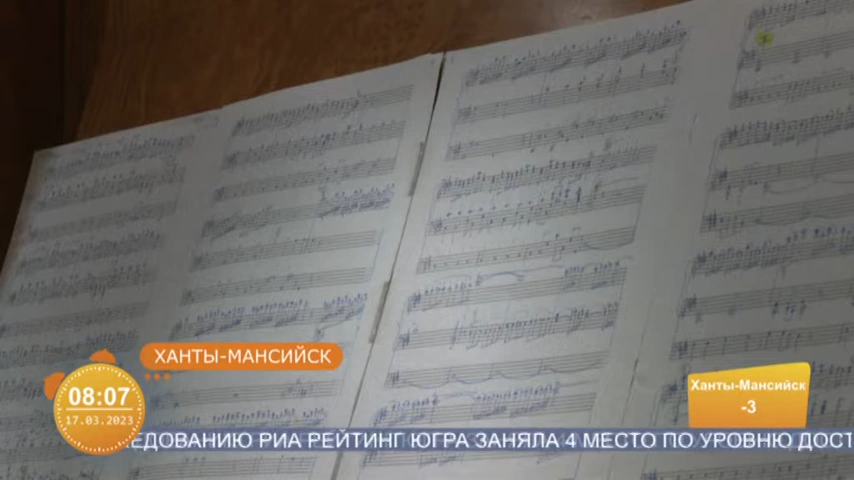 ХАНТЫ-МАНСИЙСК
08:07
17.03.2023
Ханты-Мансийск
-3
ЕДОВАНИЮ РИА РЕЙТИНГ ЮГРА ЗАНЯЛА 4 МЕСТО ПО УРОВНЮ ДОСТ